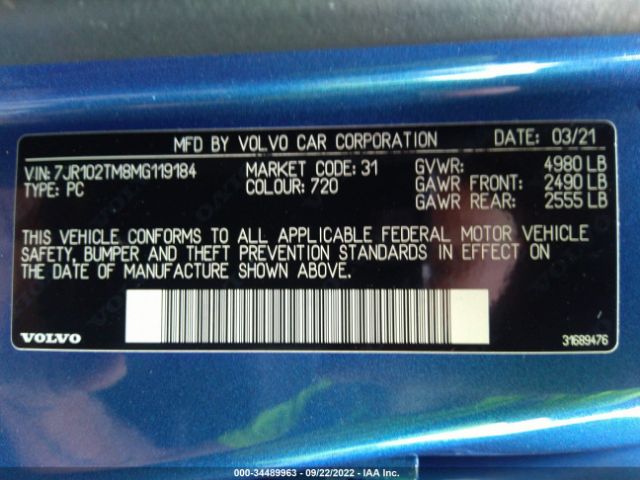 MFD BY VOLVO CAR CORPORATION DATE: 03/21
VIN: 7JR102TM8MG119184 MARKET CODE: 31 GVWR: 4980 LB
TYPE: PC COLOUR: 720 GAWR FRONT: 2490 LB
GAWR REAR: 2555 LB
THIS VEHICLE CONFORMS TO ALL APPLICABLE FEDERAL MOTOR VEHICLE
SAFETY, BUMPER AND THEFT PREVENTION STANDARDS IN EFFECT ON
THE DATE OF MANUFACTURE SHOWN ABOVE.
VOLVO 31689476
000-34489963 - 09/22/2022 - IAA Inc.